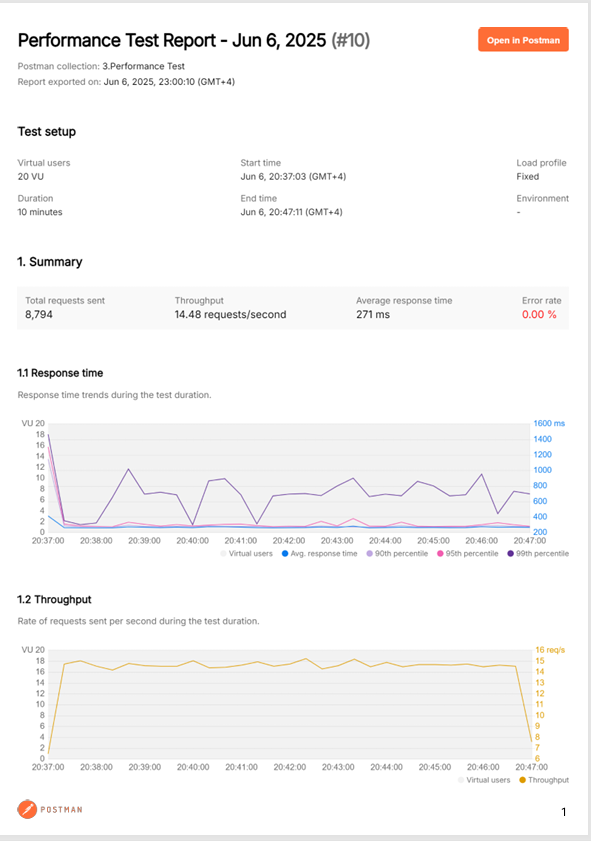 Performance Test Report - Jun 6, 2025 (#10)
Open in Postman
Postman collection: 3.Performance Test
Report exported on: Jun 6, 2025, 23:00:10 (GMT+4)
Test setup
Virtual users
20 VU
Start time
Jun 6, 20:37:03 (GMT+4)
Load profile
Fixed
Duration
10 minutes
End time
Jun 6, 20:47:11 (GMT+4)
Environment
-
1. Summary
Total requests sent
8,794
Throughput
14.48 requests/second
Average response time
271 ms
Error rate
0.00 %
1.1 Response time
Response time trends during the test duration.
VU 20
18
16
14
12
10
8
6
4
2
0
1600 ms
1400
1200
1000
800
600
400
200
20:37:00 20:38:00 20:39:00 20:40:00 20:41:00 20:42:00 20:43:00 20:44:00 20:45:00 20:46:00 20:47:00
Virtual users Avg. response time 90th percentile 95th percentile 99th percentile
1.2 Throughput
Rate of requests sent per second during the test duration.
VU 20
18
16
14
12
10
8
6
4
2
0
16 req/s
15
14
13
12
11
10
9
8
7
6
20:37:00 20:38:00 20:39:00 20:40:00 20:41:00 20:42:00 20:43:00 20:44:00 20:45:00 20:46:00 20:47:00
Virtual users Throughput
POSTMAN
1